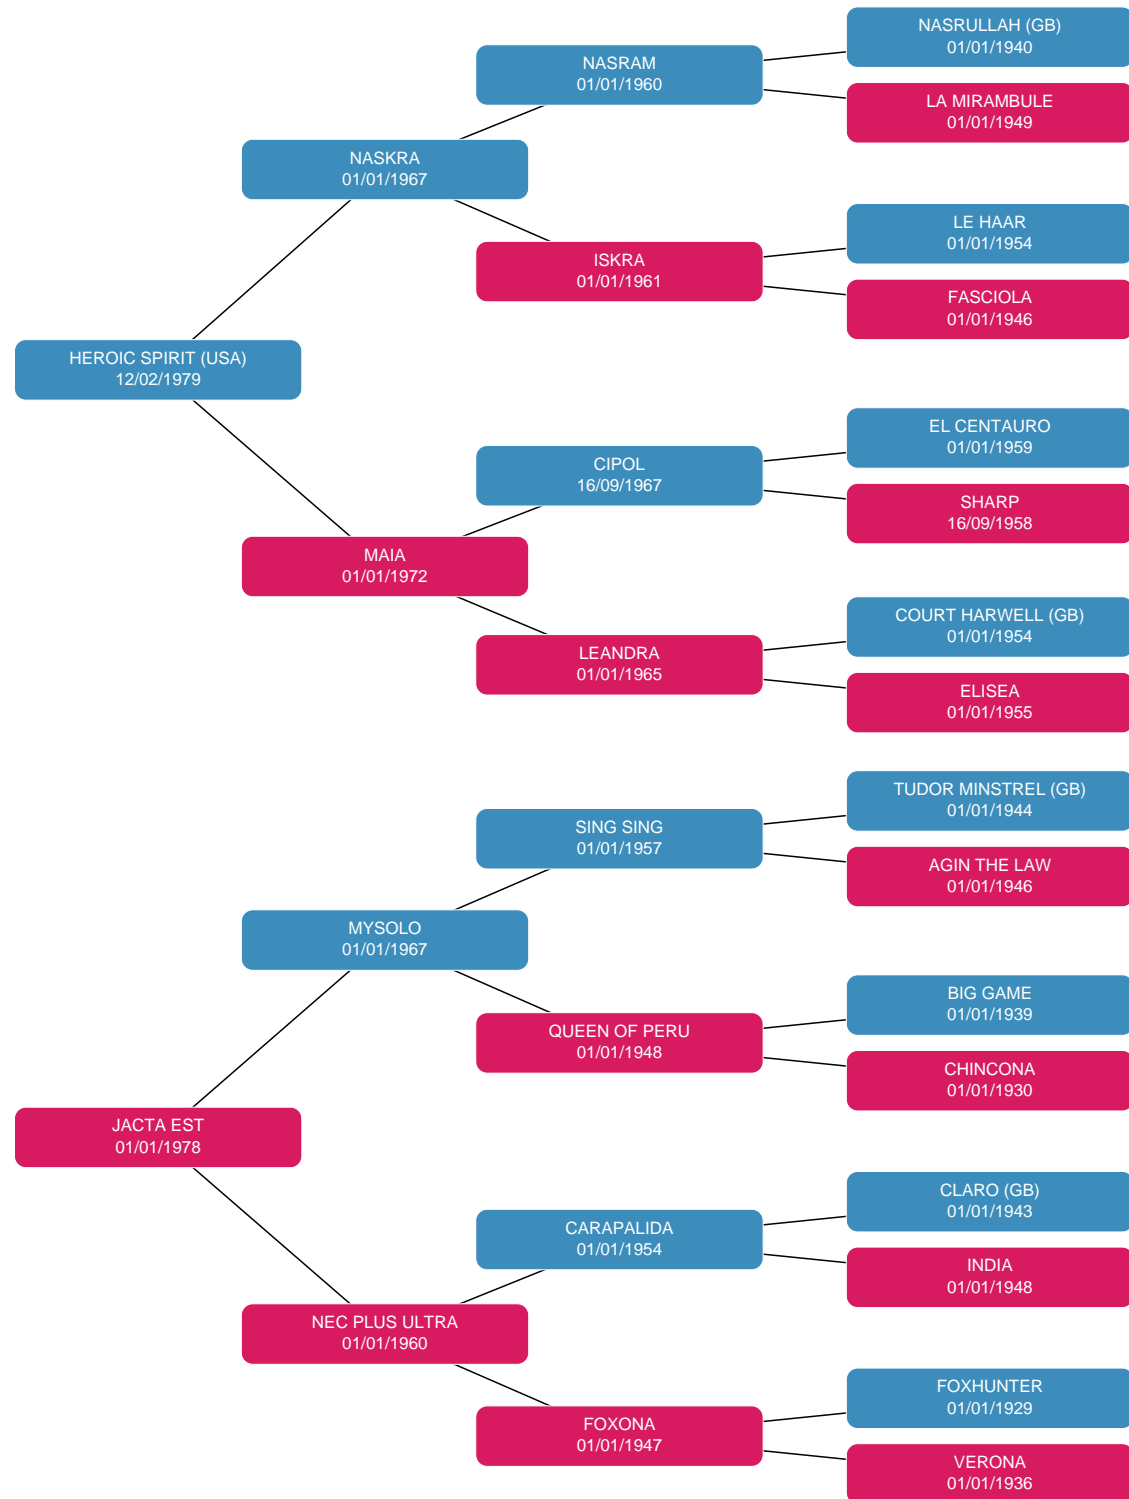 NASRULLAH (GB)
01/01/1940
NASRAM
01/01/1960
LA MIRAMBULE
01/01/1949
NASKRA
01/01/1967
LE HAAR
01/01/1954
ISKRA
01/01/1961
FASCIOLA
01/01/1946
HEROIC SPIRIT (USA)
12/02/1979
EL CENTAURO
01/01/1959
CIPOL
16/09/1967
SHARP
16/09/1958
MAIA
01/01/1972
COURT HARWELL (GB)
01/01/1954
LEANDRA
01/01/1965
ELISEA
01/01/1955
TUDOR MINSTREL (GB)
01/01/1944
SING SING
01/01/1957
AGIN THE LAW
01/01/1946
MYSOLO
01/01/1967
BIG GAME
01/01/1939
QUEEN OF PERU
01/01/1948
CHINCONA
01/01/1930
JACTA EST
01/01/1978
CLARO (GB)
01/01/1943
CARAPALIDA
01/01/1954
INDIA
01/01/1948
NEC PLUS ULTRA
01/01/1960
FOXHUNTER
01/01/1929
FOXONA
01/01/1947
VERONA
01/01/1936